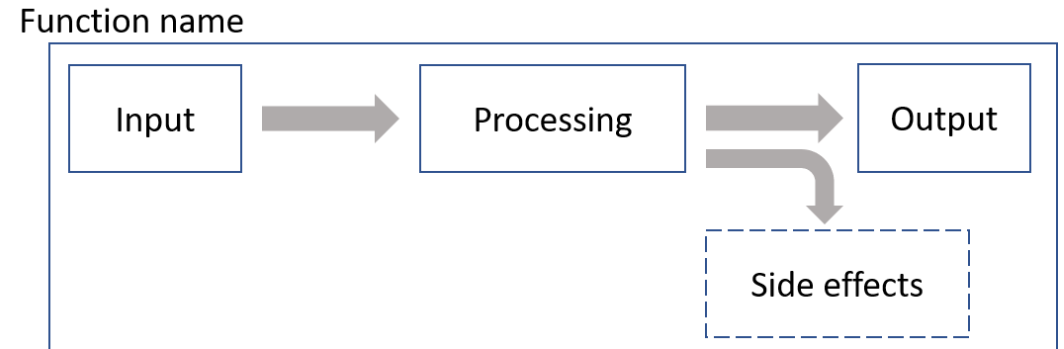 Function name
Input
Processing
Output
Side effects